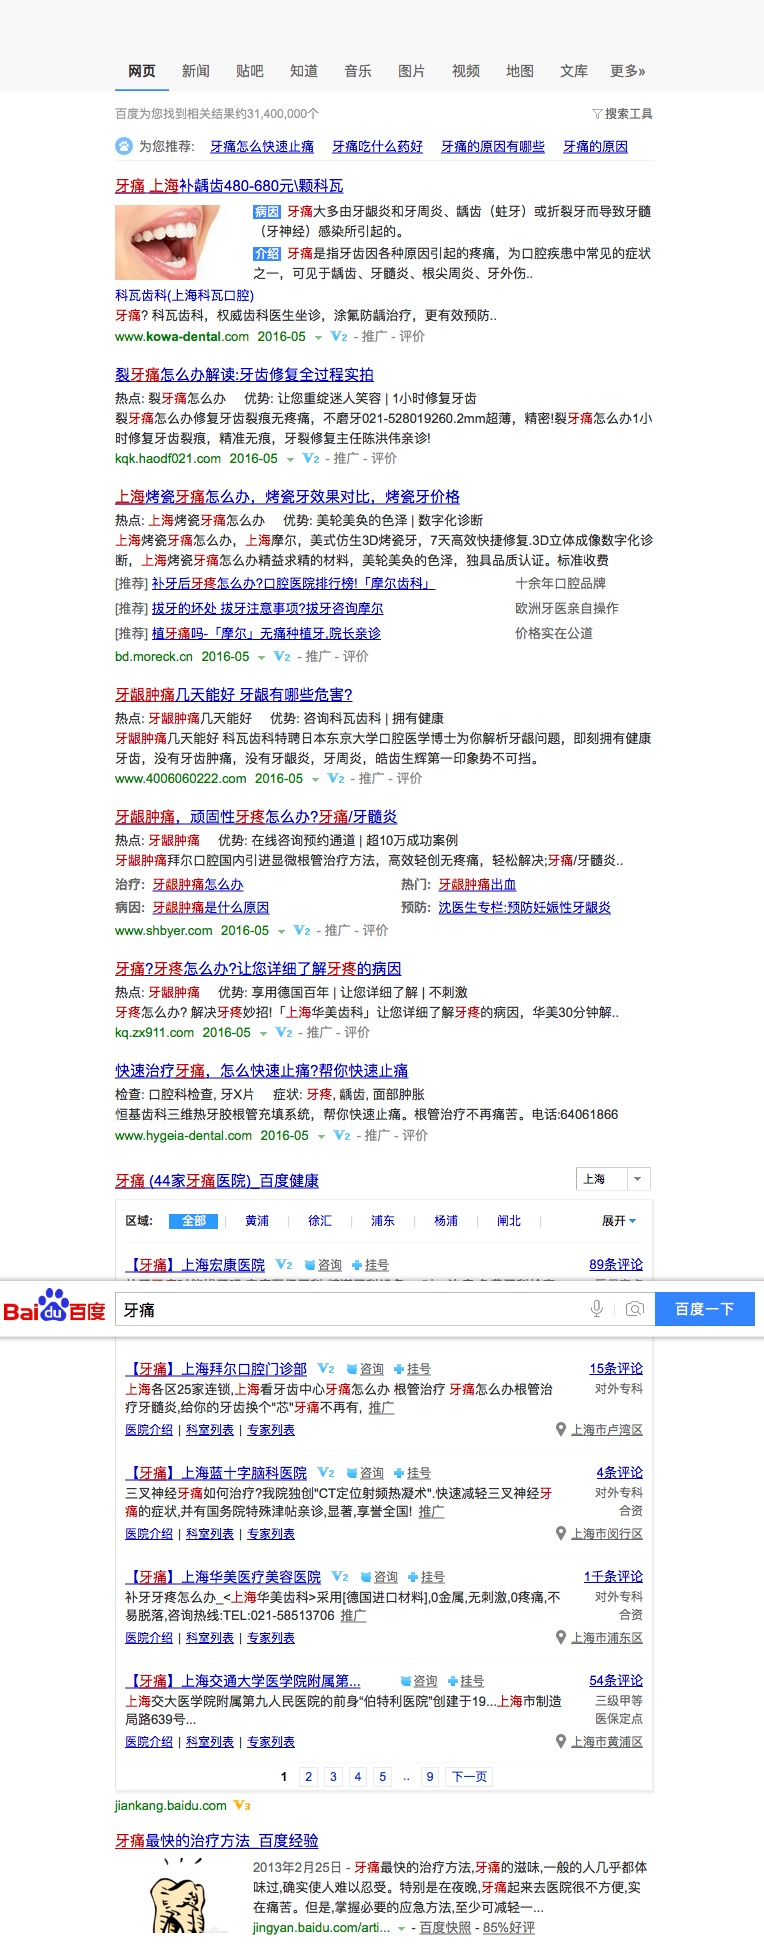 网页 新闻 贴吧 知道 音乐 图片 视频 地图 文库 更多»
百度为您找到相关结果约31,400,000个 搜索工具
为您推荐: 牙痛怎么快速止痛 牙痛吃什么药好 牙痛的原因有哪些 牙痛的原因
牙痛 上海补龋齿480-680元\颗科瓦
病因 牙痛大多由牙龈炎和牙周炎、龋齿（蛀牙）或折裂牙而导致牙髓
（牙神经）感染所引起的。
介绍 牙痛是指牙齿因各种原因引起的疼痛，为口腔疾患中常见的症状
之一，可见于龋齿、牙髓炎、根尖周炎、牙外伤..
科瓦齿科(上海科瓦口腔)
牙痛? 科瓦齿科，权威齿科医生坐诊，涂氟防龋治疗，更有效预防..
www.kowa-dental.com 2016-05 V2 - 推广 - 评价
裂牙痛怎么办解读:牙齿修复全过程实拍
热点: 裂牙痛怎么办 优势: 让您重绽迷人笑容 | 1小时修复牙齿
裂牙痛怎么办修复牙齿裂痕无疼痛，不磨牙021-528019260.2mm超薄，精密!裂牙痛怎么办1小
时修复牙齿裂痕，精准无痕，牙裂修复主任陈洪伟亲诊!
kqk.haodf021.com 2016-05 V2 - 推广 - 评价
上海烤瓷牙痛怎么办，烤瓷牙效果对比，烤瓷牙价格
热点: 上海烤瓷牙痛怎么办 优势: 美轮美奂的色泽 | 数字化诊断
上海烤瓷牙痛怎么办，上海摩尔，美式仿生3D烤瓷牙，7天高效快捷修复.3D立体成像数字化诊
断，上海烤瓷牙痛怎么办精益求精的材料，美轮美奂的色泽，独具品质认证。标准收费
[推荐] 补牙后牙疼怎么办?口腔医院排行榜!「摩尔齿科」 十余年口腔品牌
[推荐] 拔牙的坏处 拔牙注意事项?拔牙咨询摩尔 欧洲牙医亲自操作
[推荐] 植牙痛吗-「摩尔」无痛种植牙,院长亲诊 价格实在公道
bd.moreck.cn 2016-05 V2 - 推广 - 评价
牙龈肿痛几天能好 牙龈有哪些危害?
热点: 牙龈肿痛几天能好 优势: 咨询科瓦齿科 | 拥有健康
牙龈肿痛几天能好 科瓦齿科特聘日本东京大学口腔医学博士为你解析牙龈问题，即刻拥有健康
牙齿，没有牙齿肿痛，没有牙龈炎，牙周炎，皓齿生辉第一印象势不可挡。
www.4006060222.com 2016-05 V2 - 推广 - 评价
牙龈肿痛，顽固性牙疼怎么办?牙痛/牙髓炎
热点: 牙龈肿痛 优势: 在线咨询预约通道 | 超10万成功案例
牙龈肿痛拜尔口腔国内引进显微根管治疗方法，高效轻创无疼痛，轻松解决;牙痛/牙髓炎..
治疗: 牙龈肿痛怎么办 热门: 牙龈肿痛出血
病因: 牙龈肿痛是什么原因 预防: 沈医生专栏:预防妊娠性牙龈炎
www.shbyer.com 2016-05 V2 - 推广 - 评价
牙痛?牙疼怎么办?让您详细了解牙疼的病因
热点: 牙龈肿痛 优势: 享用德国百年 | 让您详细了解 | 不刺激
牙疼怎么办? 解决牙疼妙招!「上海华美齿科」让您详细了解牙疼的病因，华美30分钟解..
kq.zx911.com 2016-05 V2 - 推广 - 评价
快速治疗牙痛，怎么快速止痛?帮你快速止痛
检查: 口腔科检查, 牙X片 症状: 牙疼, 龋齿, 面部肿胀
恒基齿科三维热牙胶根管充填系统，帮你快速止痛。根管治疗不再痛苦。电话:64061866
www.hygeia-dental.com 2016-05 V2 - 推广 - 评价
牙痛 (44家牙痛医院)_百度健康 上海
区域: 全部 | 黄浦 | 徐汇 | 浦东 | 杨浦 | 闸北 | 展开
【牙痛】上海宏康医院 V2 咨询 挂号 89条评论
Bai du 百度 牙痛 百度一下
【牙痛】上海拜尔口腔门诊部 V2 咨询 挂号 15条评论
上海各区25家连锁,上海看牙齿中心牙痛怎么办 根管治疗 牙痛怎么办根管治 对外专科
疗牙髓炎,给你的牙齿换个"芯"牙痛不再有, 推广
医院介绍 | 科室列表 | 专家列表 上海市卢湾区
【牙痛】上海蓝十字脑科医院 V2 咨询 挂号 4条评论
三叉神经牙痛如何治疗?我院独创"CT定位射频热凝术".快速减轻三叉神经牙 对外专科
痛的症状,并有国务院特殊津帖亲诊,显著,享誉全国! 推广 合资
医院介绍 | 科室列表 | 专家列表 上海市闵行区
【牙痛】上海华美医疗美容医院 V2 咨询 挂号 1千条评论
补牙牙疼怎么办_<上海华美齿科>采用[德国进口材料],0金属,无刺激,0疼痛,不 对外专科
易脱落,咨询热线:TEL:021-58513706 推广 合资
医院介绍 | 科室列表 | 专家列表 上海市浦东区
【牙痛】上海交通大学医学院附属第... 咨询 挂号 54条评论
上海交大医学院附属第九人民医院的前身“伯特利医院”创建于19...上海市制造 三级甲等
局路639号... 医保定点
医院介绍 | 科室列表 | 专家列表 上海市黄浦区
1 2 3 4 5 .. 9 下一页
jiankang.baidu.com V3
牙痛最快的治疗方法_百度经验
2013年2月25日 - 牙痛最快的治疗方法,牙痛的滋味,一般的人几乎都体
味过,确实使人难以忍受。特别是在夜晚,牙痛起来去医院很不方便,实
在痛苦。但是,掌握必要的应急方法,至少可减轻一...
jingyan.baidu.com/arti... - 百度快照 - 85%好评